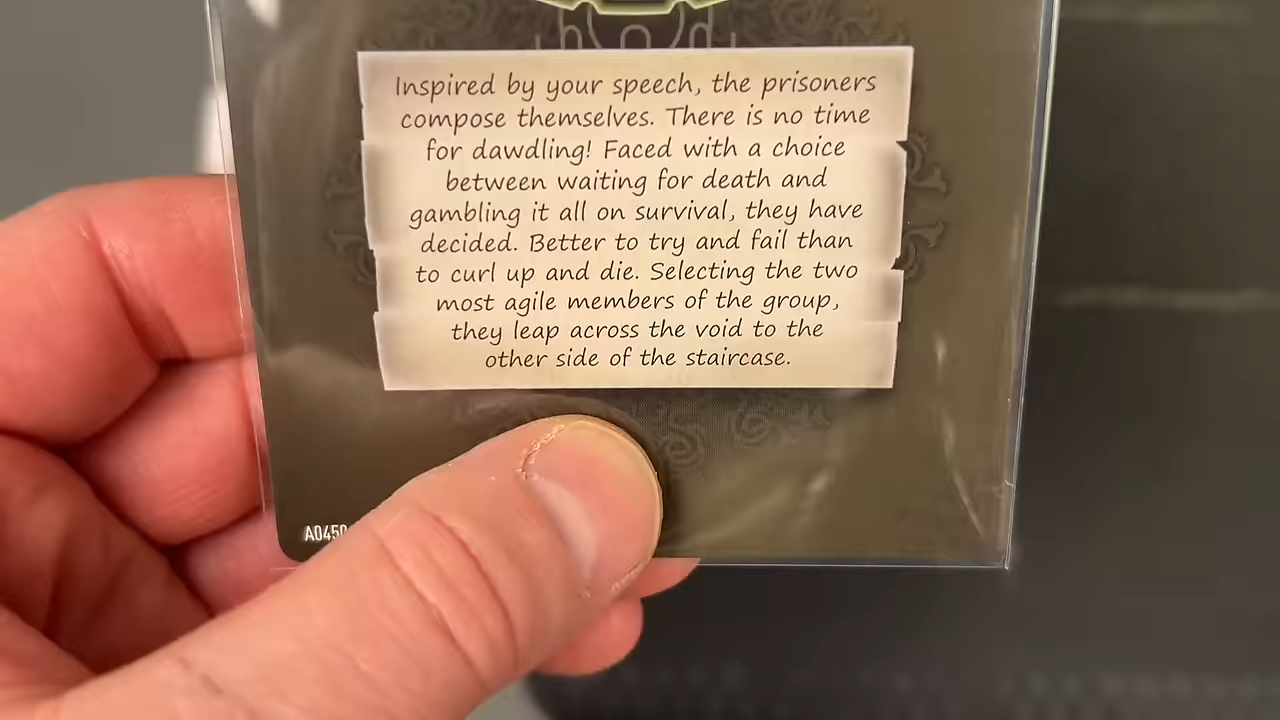 Inspired by your speech, the prisoners
compose themselves. There is no time
for dawdling! Faced with a choice
between waiting for death and
gambling it all on survival, they have
decided. Better to try and fail than
to curl up and die. Selecting the two
most agile members of the group,
they leap across the void to the
other side of the staircase.